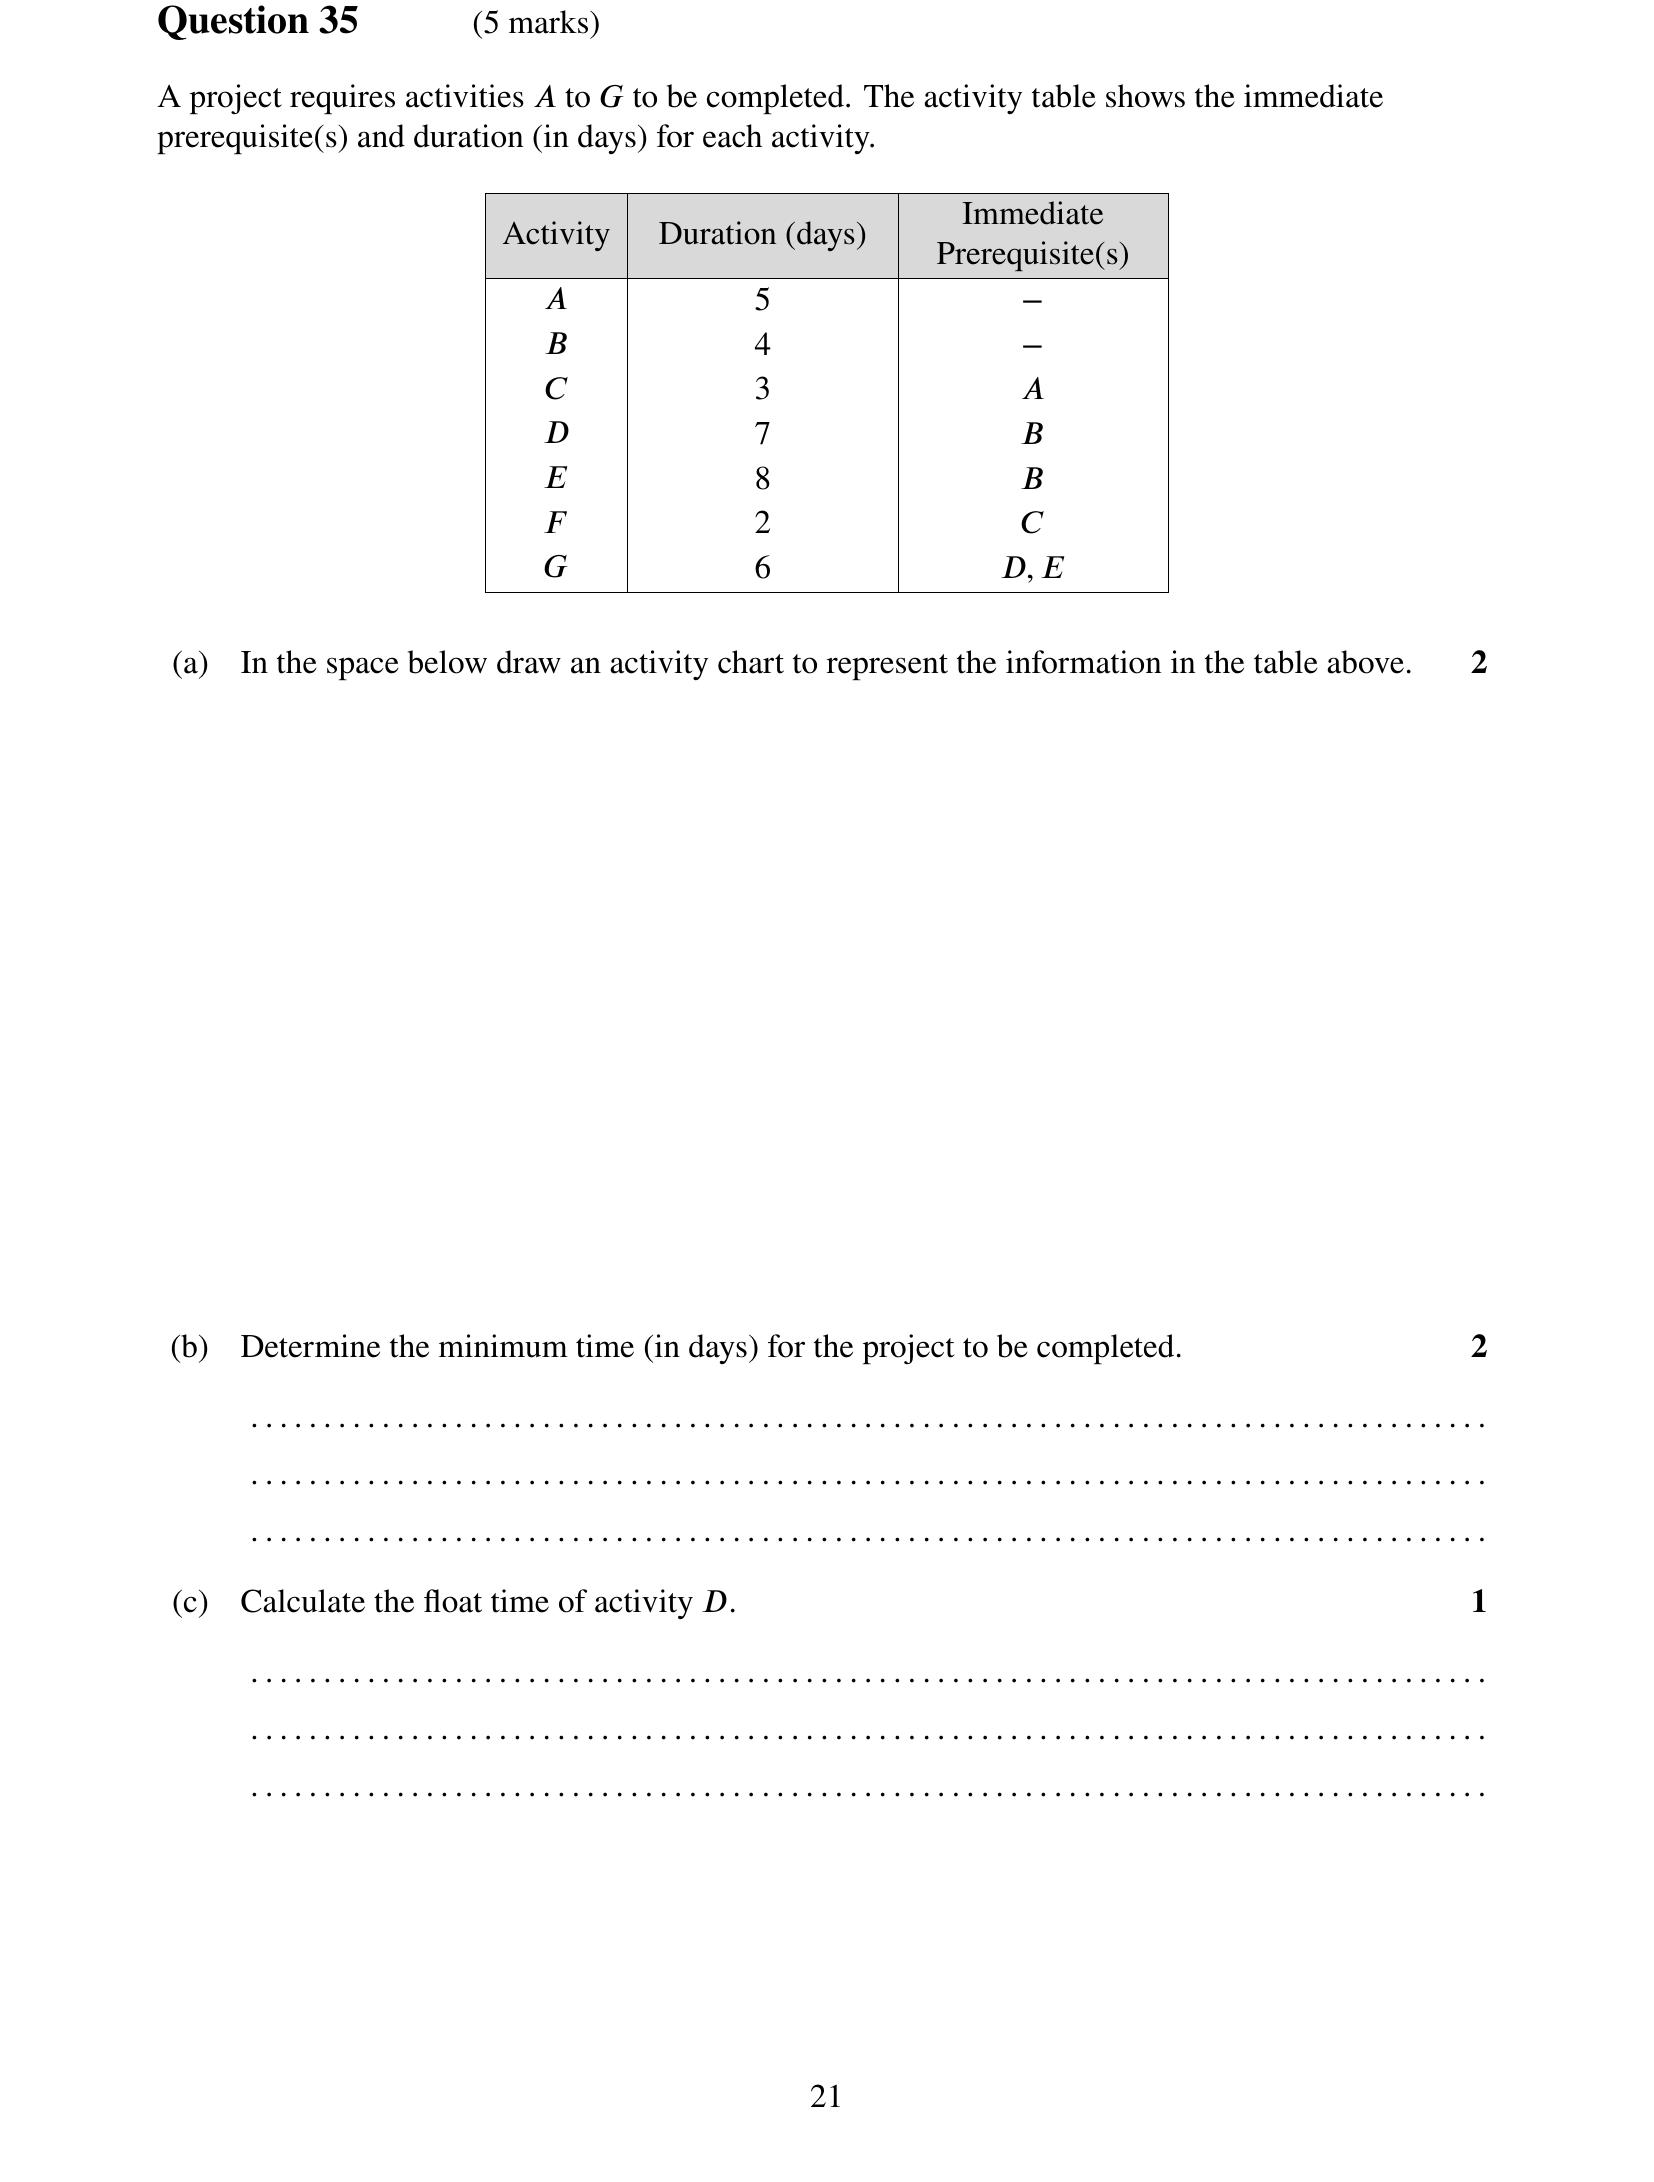 Question 35 (5 marks)
A project requires activities A to G to be completed. The activity table shows the immediate
prerequisite(s) and duration (in days) for each activity.
Activity Duration (days) Immediate Prerequisite(s)
A 5 –
B 4 –
C 3 A
D 7 B
E 8 B
F 2 C
G 6 D, E
(a) In the space below draw an activity chart to represent the information in the table above. 2
(b) Determine the minimum time (in days) for the project to be completed. 2
(c) Calculate the float time of activity D. 1
21